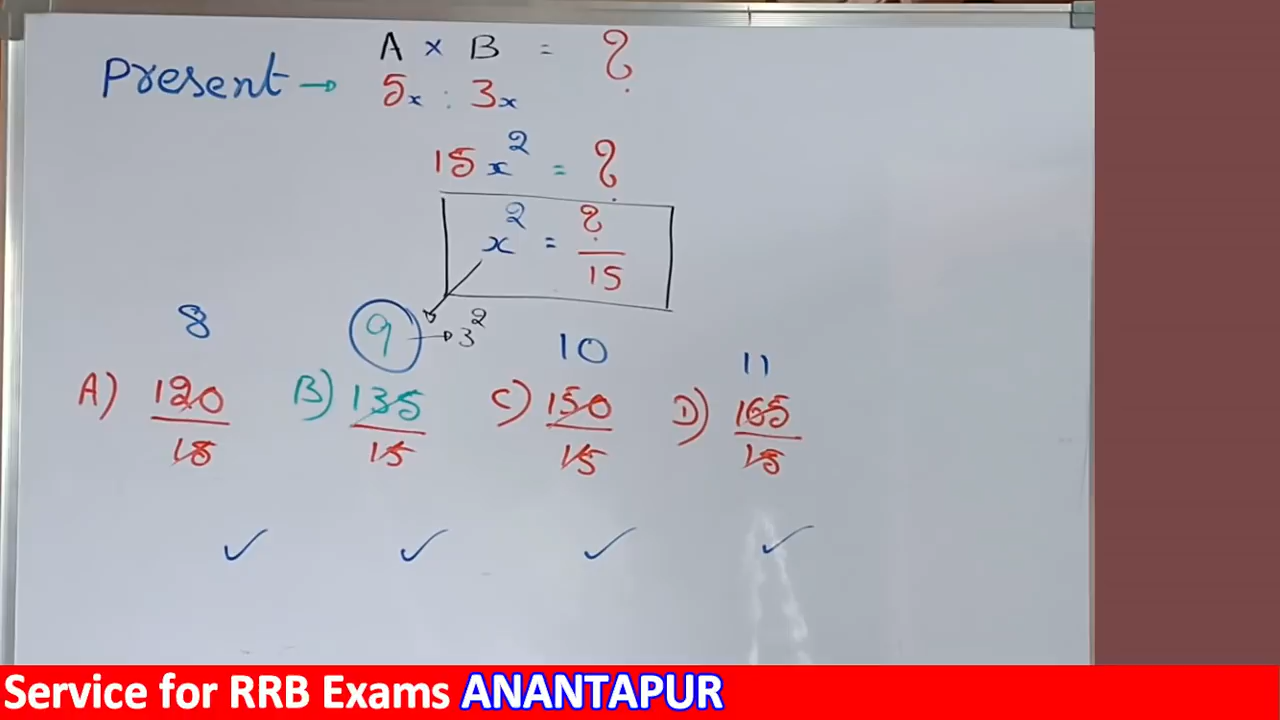 A × B = ?
Present → 5x : 3x
15x² = ?
x² = ?/15
8 9 → 3² 10 11
A) 120/15 B) 135/15 C) 150/15 D) 165/15
✓ ✓ ✓ ✓
Service for RRB Exams ANANTAPUR